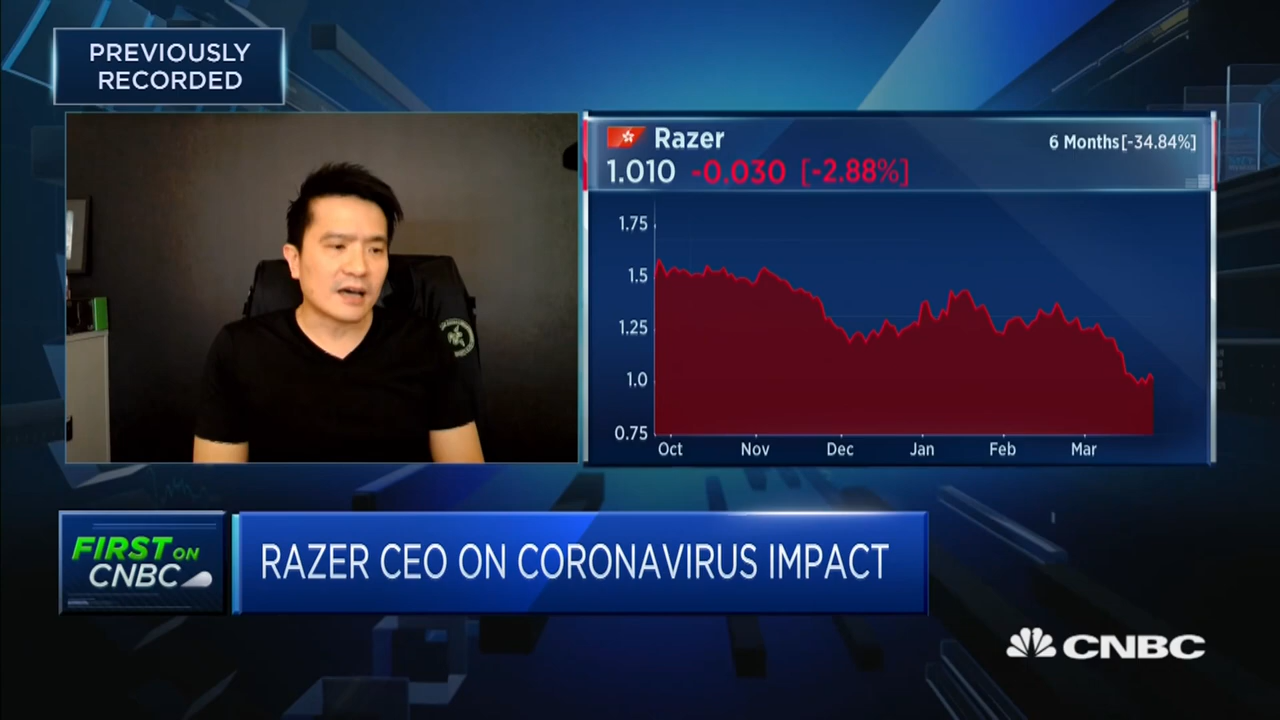 PREVIOUSLY
RECORDED
Razer
6 Months[-34.84%]
1.010 -0.030 [-2.88%]
1.75
1.5
1.25
1.0
0.75
Oct Nov Dec Jan Feb Mar
FIRST ON
CNBC
RAZER CEO ON CORONAVIRUS IMPACT
CNBC